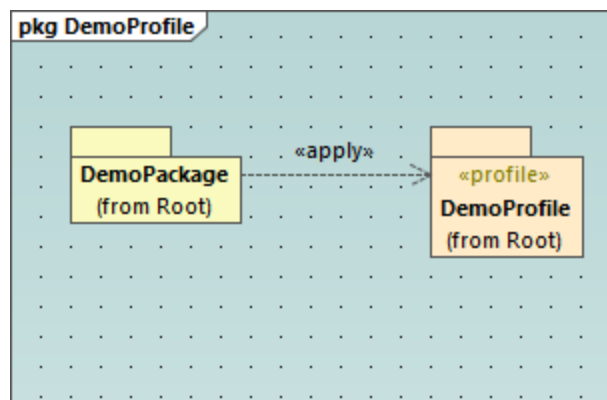 pkg DemoProfile
«apply»
DemoPackage
(from Root)
«profile»
DemoProfile
(from Root)